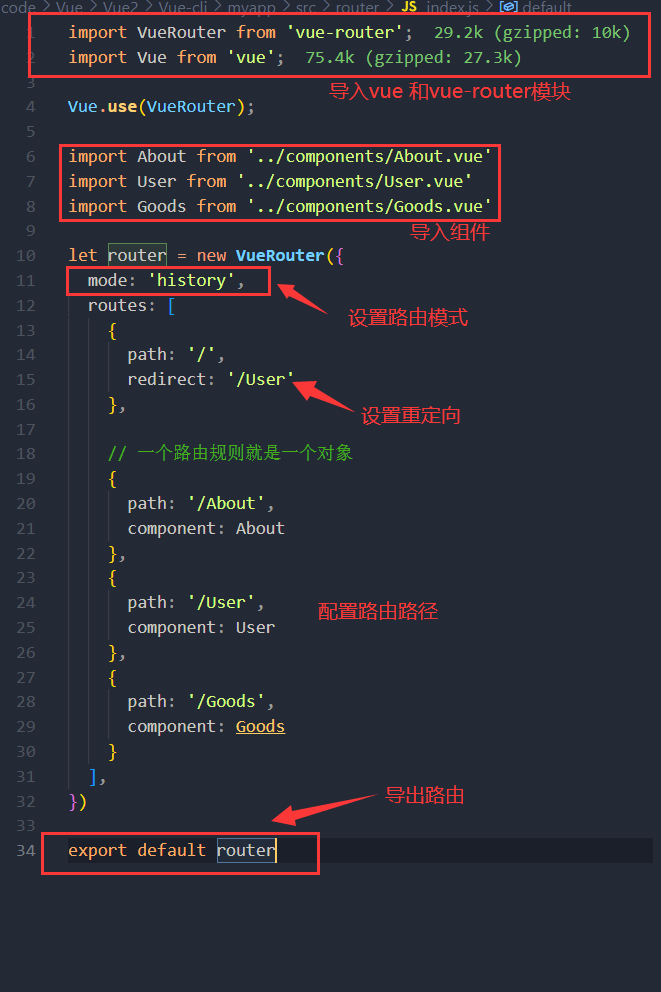 code > Vue > Vue2 > Vue-cli > myapp > src > router > JS index.js > default
1 import VueRouter from 'vue-router'; 29.2k (gzipped: 10k)
2 import Vue from 'vue'; 75.4k (gzipped: 27.3k)
3 导入vue 和vue-router模块
4 Vue.use(VueRouter);
5
6 import About from '../components/About.vue'
7 import User from '../components/User.vue'
8 import Goods from '../components/Goods.vue'
9 导入组件
10 let router = new VueRouter({
11 mode: 'history',
12 routes: [ 设置路由模式
13 {
14 path: '/',
15 redirect: '/User'
16 }, 设置重定向
17
18 // 一个路由规则就是一个对象
19 {
20 path: '/About',
21 component: About
22 },
23 {
24 path: '/User', 配置路由路径
25 component: User
26 },
27 {
28 path: '/Goods',
29 component: Goods
30 }
31 ],
32 }) 导出路由
33
34 export default router